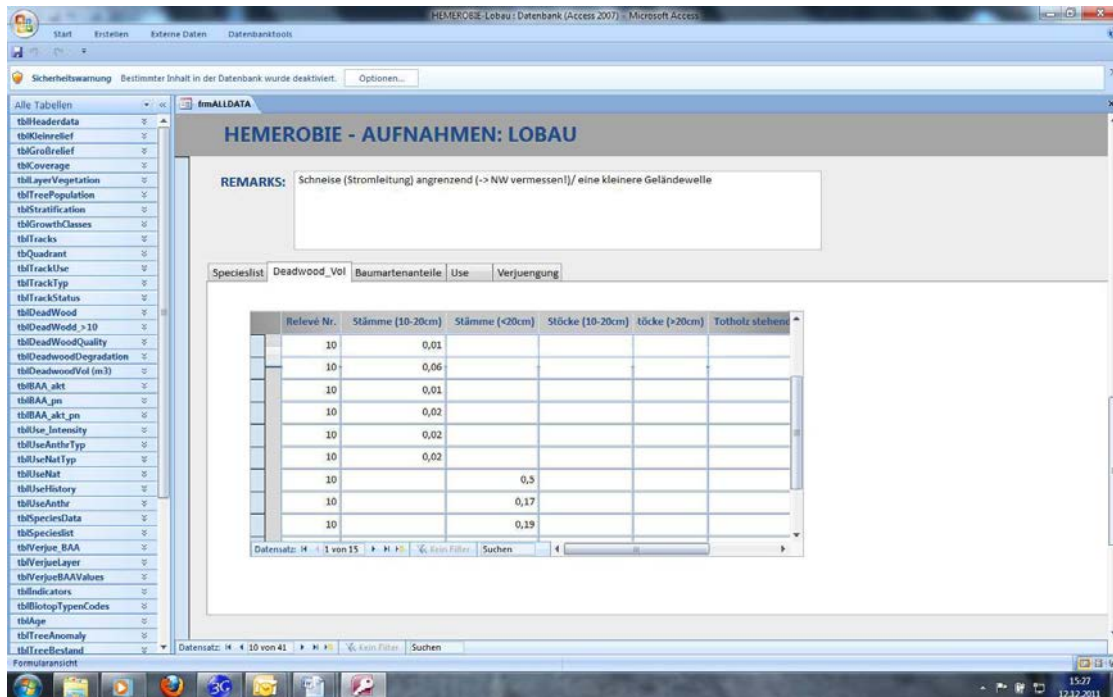 HEMEROBIE-Lobau : Datenbank (Access 2007) - Microsoft Access
Start Erstellen Externe Daten Datenbanktools
Sicherheitswarnung Bestimmter Inhalt in der Datenbank wurde deaktiviert. Optionen...
Alle Tabellen
frmALLDATA
tblHeaderdata
tblKleinrelief
tblGroßrelief
tblCoverage
tblLayerVegetation
tblTreePopulation
tblStratification
tblGrowthClasses
tblTracks
tbQuadrant
tblTrackUse
tblTrackTyp
tblTrackStatus
tblDeadWood
tblDeadWodd_>10
tblDeadWoodQuality
tblDeadwoodDegradation
tblDeadwoodVol (m3)
tblBAA_akt
tblBAA_pn
tblBAA_akt_pn
tblUse_Intensity
tblUseAnthrTyp
tblUseNatTyp
tblUseNat
tblUseHistory
tblUseAnthr
tblSpeciesData
tblSpecieslist
tblVerjue_BAA
tblVerjueLayer
tblVerjueBAAValues
tblIndicators
tblBiotopTypenCodes
tblAge
tblTreeAnomaly
tblTreeBestand
HEMEROBIE - AUFNAHMEN: LOBAU
REMARKS: Schneise (Stromleitung) angrenzend (-> NW vermessen!)/ eine kleinere Geländewelle
Specieslist Deadwood_Vol Baumartenanteile Use Verjuengung
Relevé Nr. Stämme (10-20cm) Stämme (<20cm) Stöcke (10-20cm) töcke (>20cm) Totholz stehend
10 0,01
10 0,06
10 0,01
10 0,02
10 0,02
10 0,02
10 0,5
10 0,17
10 0,19
Datensatz: 1 von 15 Kein Filter Suchen
Datensatz: 10 von 41 Kein Filter Suchen
Formularansicht
3G
15:27
12.12.2011